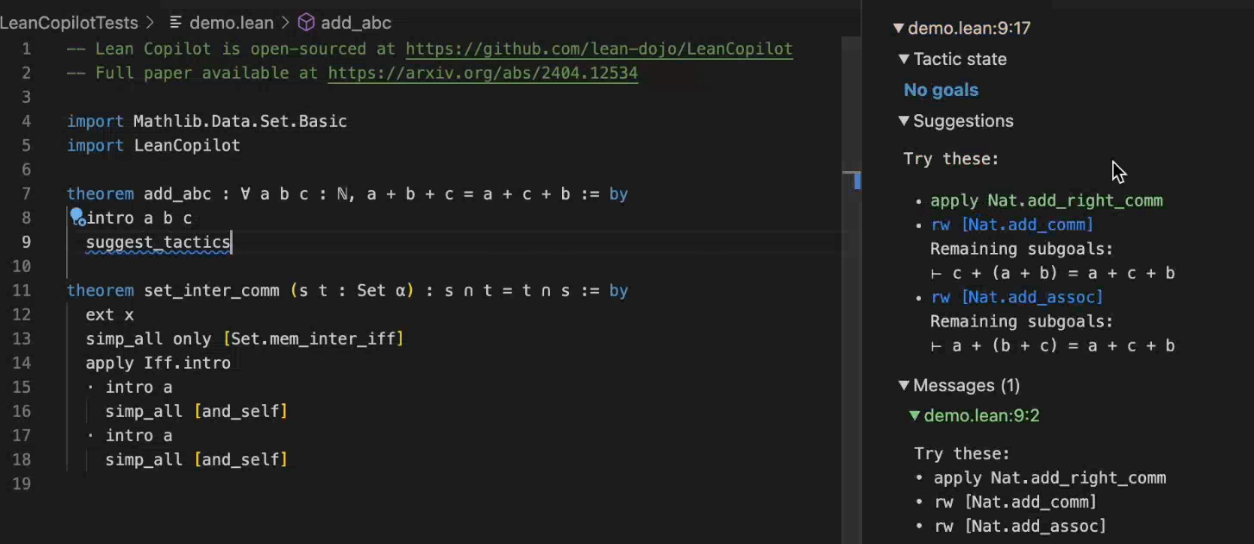 LeanCopilotTests > demo.lean > add_abc
1 -- Lean Copilot is open-sourced at https://github.com/lean-dojo/LeanCopilot
2 -- Full paper available at https://arxiv.org/abs/2404.12534
3
4 import Mathlib.Data.Set.Basic
5 import LeanCopilot
6
7 theorem add_abc : ∀ a b c : ℕ, a + b + c = a + c + b := by
8 intro a b c
9 suggest_tactics
10
11 theorem set_inter_comm (s t : Set α) : s ∩ t = t ∩ s := by
12 ext x
13 simp_all only [Set.mem_inter_iff]
14 apply Iff.intro
15 · intro a
16 simp_all [and_self]
17 · intro a
18 simp_all [and_self]
19
▼ demo.lean:9:17
▼ Tactic state
No goals
▼ Suggestions
Try these:
• apply Nat.add_right_comm
• rw [Nat.add_comm]
Remaining subgoals:
⊢ c + (a + b) = a + c + b
• rw [Nat.add_assoc]
Remaining subgoals:
⊢ a + (b + c) = a + c + b
▼ Messages (1)
▼ demo.lean:9:2
Try these:
• apply Nat.add_right_comm
• rw [Nat.add_comm]
• rw [Nat.add_assoc]